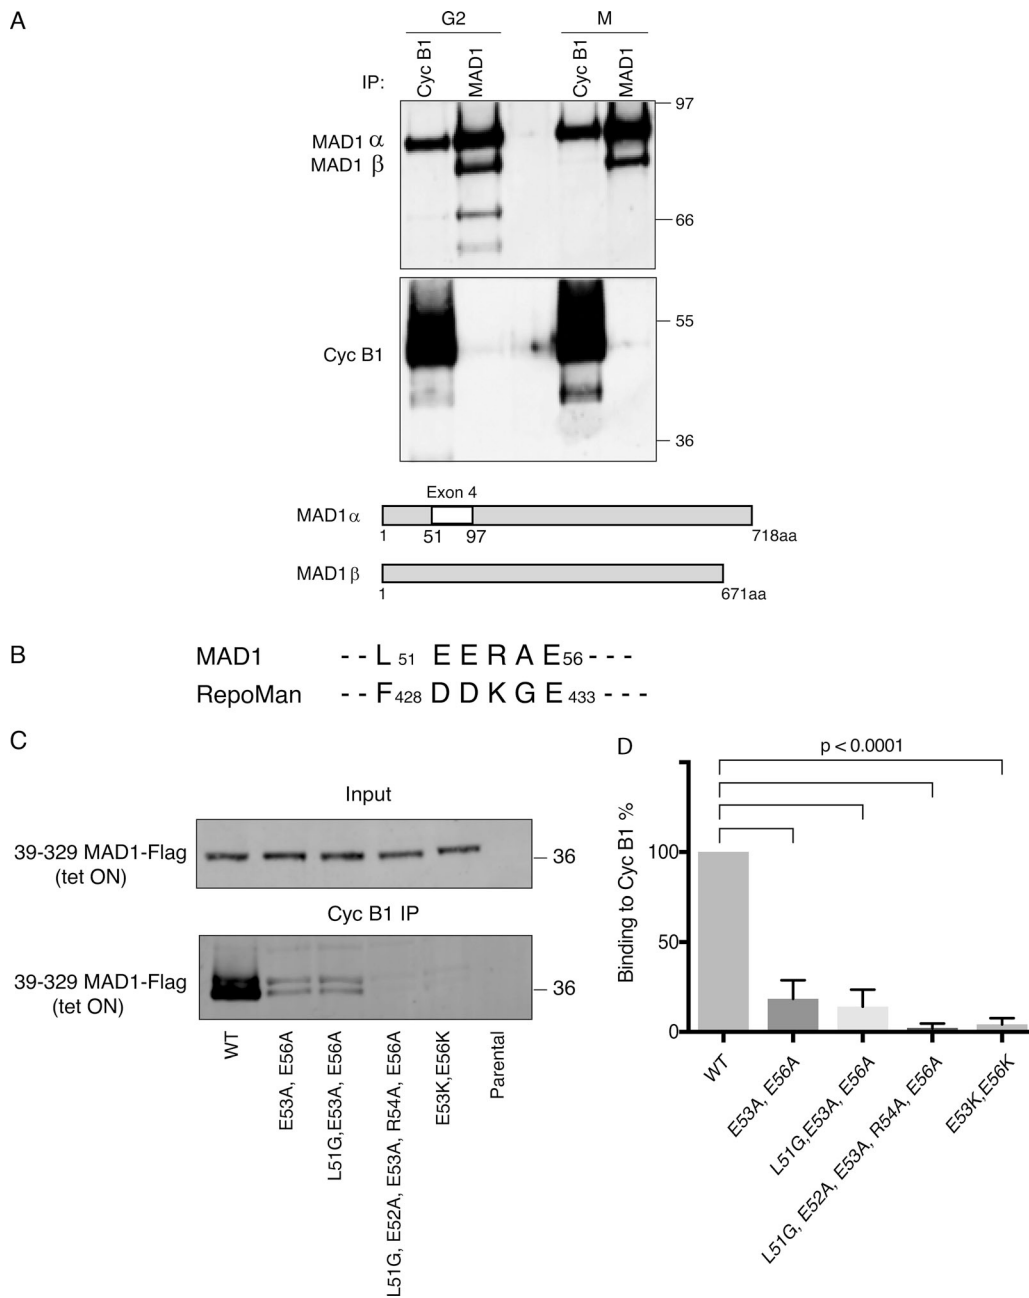 A
G2 M
IP: Cyc B1 MAD1 Cyc B1 MAD1
97
MAD1 α
MAD1 β
66
55
Cyc B1
36
Exon 4
MAD1α
1 51 97 718aa
MAD1β
1 671aa
B
MAD1 - - L 51 E E R A E56 - - -
RepoMan - - F428 D D K G E 433 - - -
C
Input
39-329 MAD1-Flag
(tet ON)
36
Cyc B1 IP
39-329 MAD1-Flag
(tet ON)
36
WT
E53A, E56A
L51G,E53A, E56A
L51G, E52A, E53A, R54A, E56A
E53K,E56K
Parental
D
p < 0.0001
Binding to Cyc B1 %
100
50
0
WT
E53A, E56A
L51G,E53A, E56A
L51G, E52A, E53A, R54A, E56A
E53K,E56K